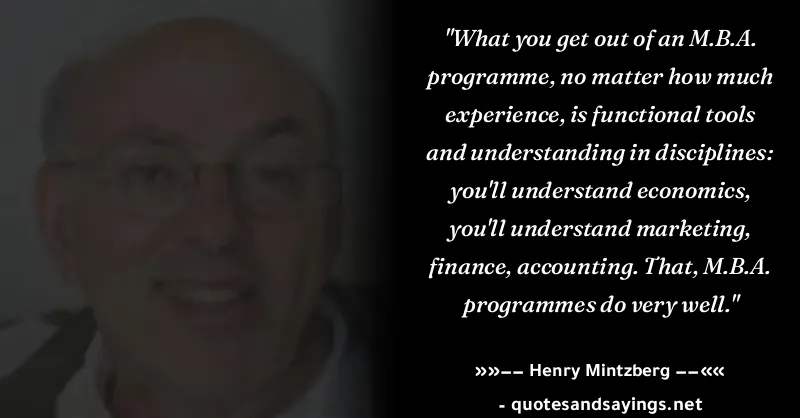 "What you get out of an M.B.A.
programme, no matter how much
experience, is functional tools
and understanding in disciplines:
you'll understand economics,
you'll understand marketing,
finance, accounting. That, M.B.A.
programmes do very well."
»»–– Henry Mintzberg ––««
- quotesandsayings.net